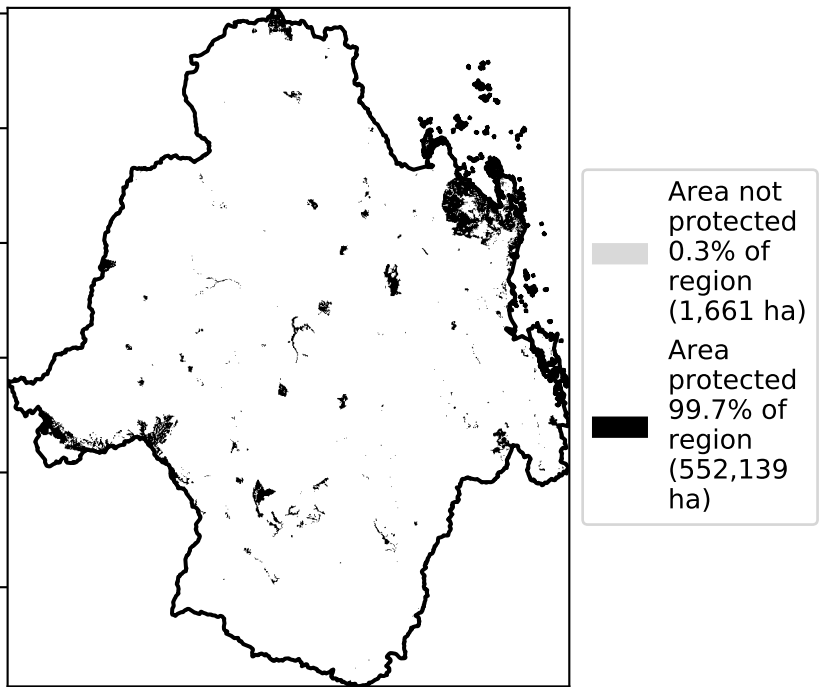 Area not
protected
0.3% of
region
(1,661 ha)
Area
protected
99.7% of
region
(552,139
ha)